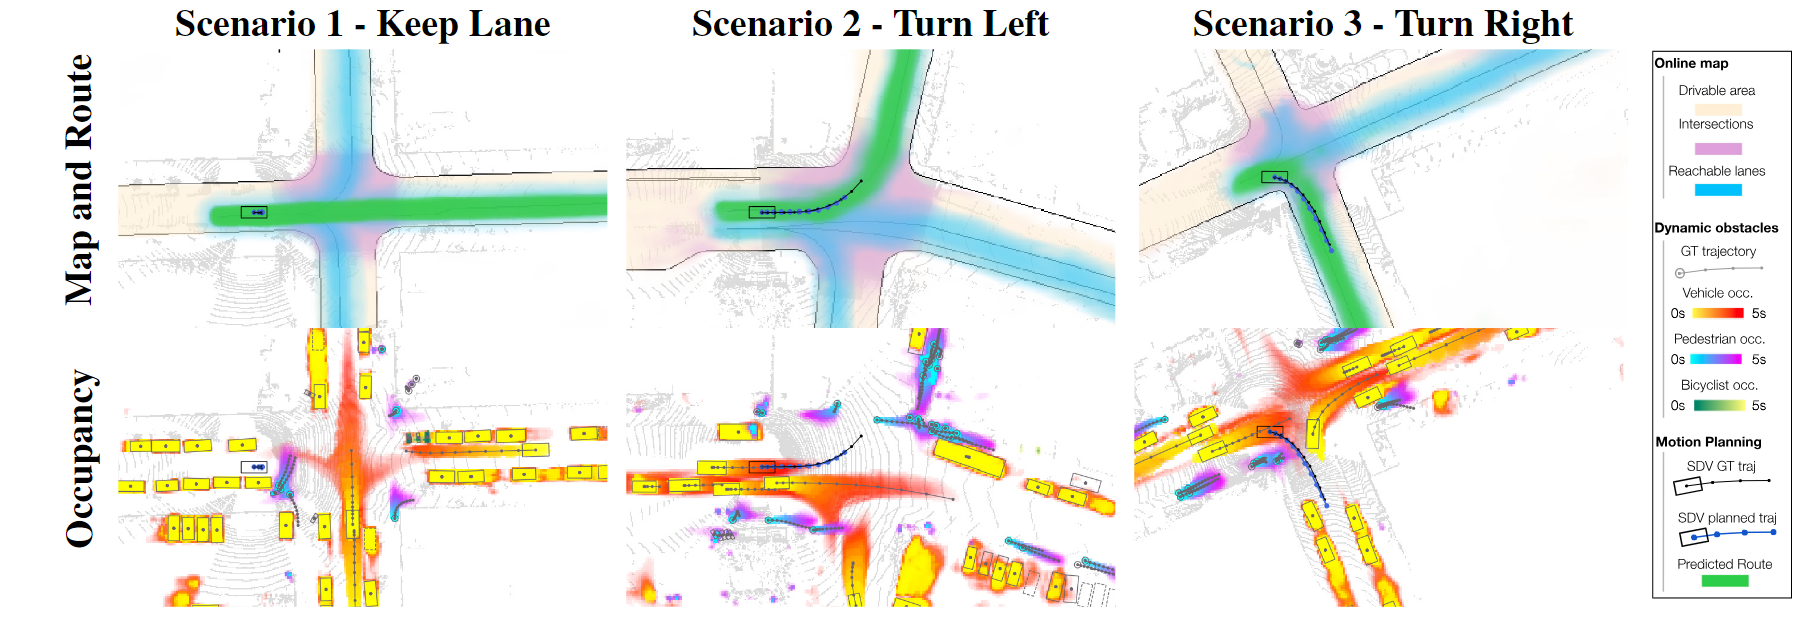 Scenario 1 - Keep Lane
Scenario 2 - Turn Left
Scenario 3 - Turn Right
Map and Route
Occupancy
Online map
Drivable area
Intersections
Reachable lanes
Dynamic obstacles
GT trajectory
Vehicle occ.
0s 5s
Pedestrian occ.
0s 5s
Bicyclist occ.
0s 5s
Motion Planning
SDV GT traj
SDV planned traj
Predicted Route